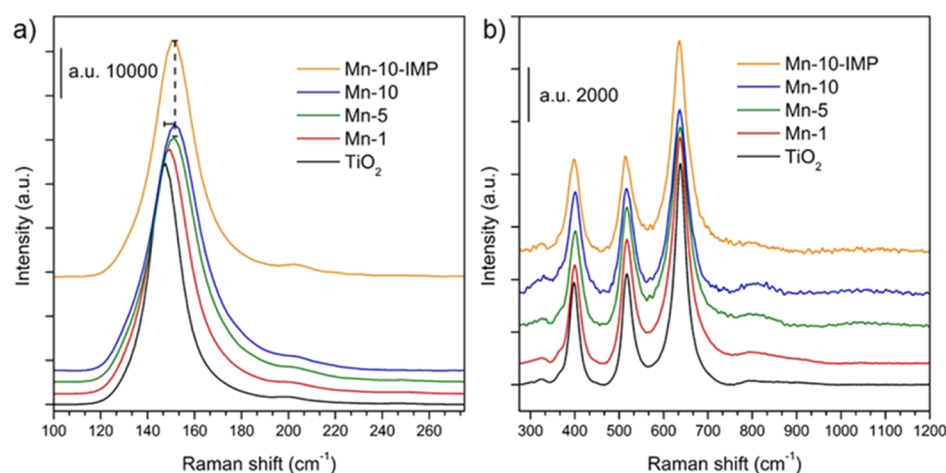 a)
a.u. 10000
Mn-10-IMP
Mn-10
Mn-5
Mn-1
TiO₂
Intensity (a.u.)
100 120 140 160 180 200 220 240 260
Raman shift (cm⁻¹)
b)
a.u. 2000
Mn-10-IMP
Mn-10
Mn-5
Mn-1
TiO₂
Intensity (a.u.)
300 400 500 600 700 800 900 1000 1100 1200
Raman shift (cm⁻¹)